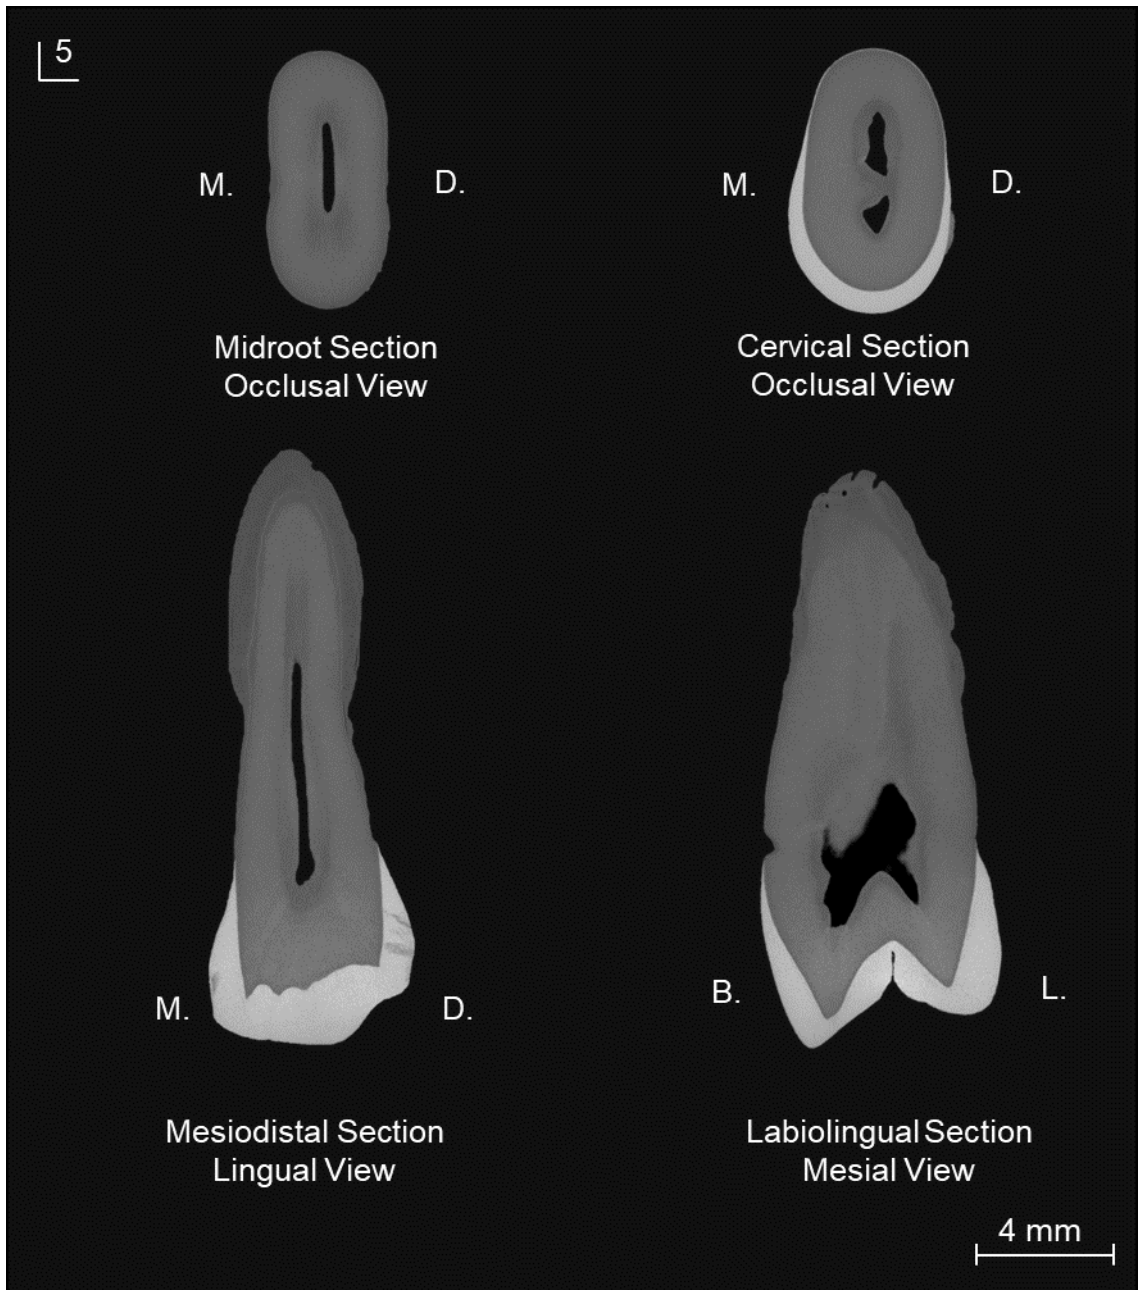 5
M.
D.
M.
D.
Midroot Section
Occlusal View
Cervical Section
Occlusal View
M.
D.
B.
L.
Mesiodistal Section
Lingual View
Labiolingual Section
Mesial View
4 mm